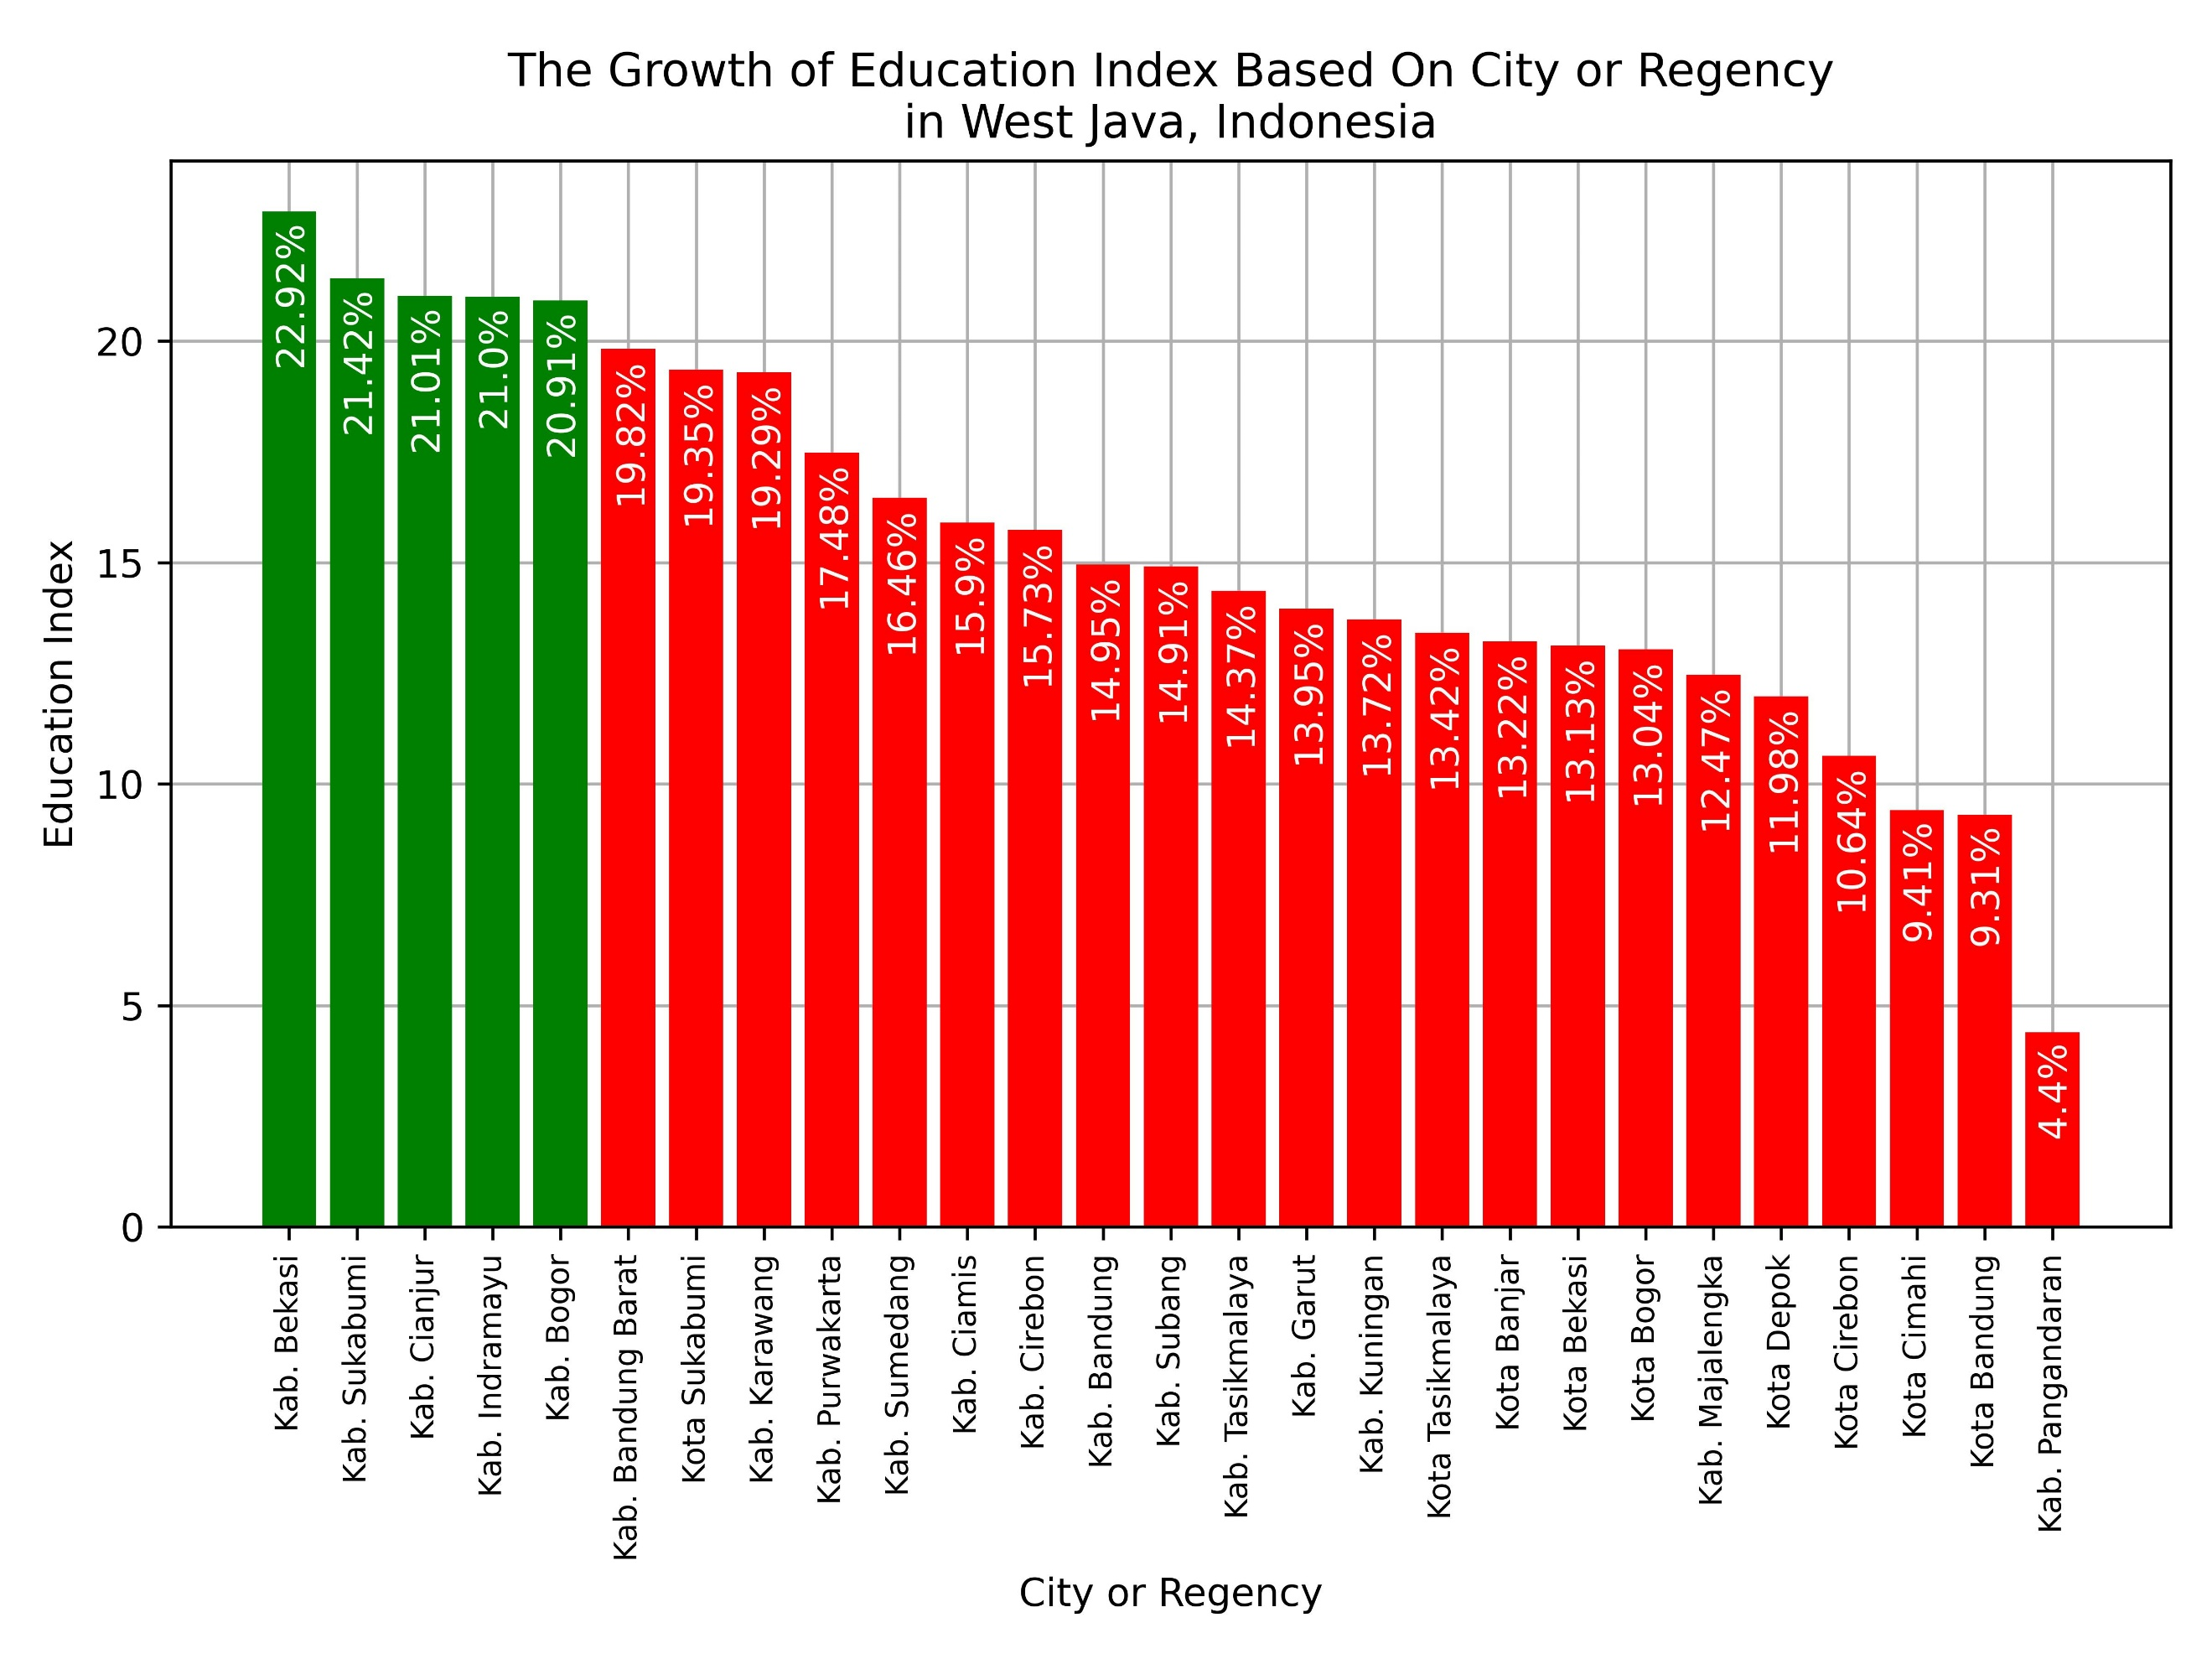 The Growth of Education Index Based On City or Regency
in West Java, Indonesia
Education Index
20
15
10
5
0
22.92%
21.42%
21.01%
21.0%
20.91%
19.82%
19.35%
19.29%
17.48%
16.46%
15.9%
15.73%
14.95%
14.91%
14.37%
13.95%
13.72%
13.42%
13.22%
13.13%
13.04%
12.47%
11.98%
10.64%
9.41%
9.31%
4.4%
Kab. Bekasi
Kab. Sukabumi
Kab. Cianjur
Kab. Indramayu
Kab. Bogor
Kab. Bandung Barat
Kota Sukabumi
Kab. Karawang
Kab. Purwakarta
Kab. Sumedang
Kab. Ciamis
Kab. Cirebon
Kab. Bandung
Kab. Subang
Kab. Tasikmalaya
Kab. Garut
Kab. Kuningan
Kota Tasikmalaya
Kota Banjar
Kota Bekasi
Kota Bogor
Kab. Majalengka
Kota Depok
Kota Cirebon
Kota Cimahi
Kota Bandung
Kab. Pangandaran
City or Regency